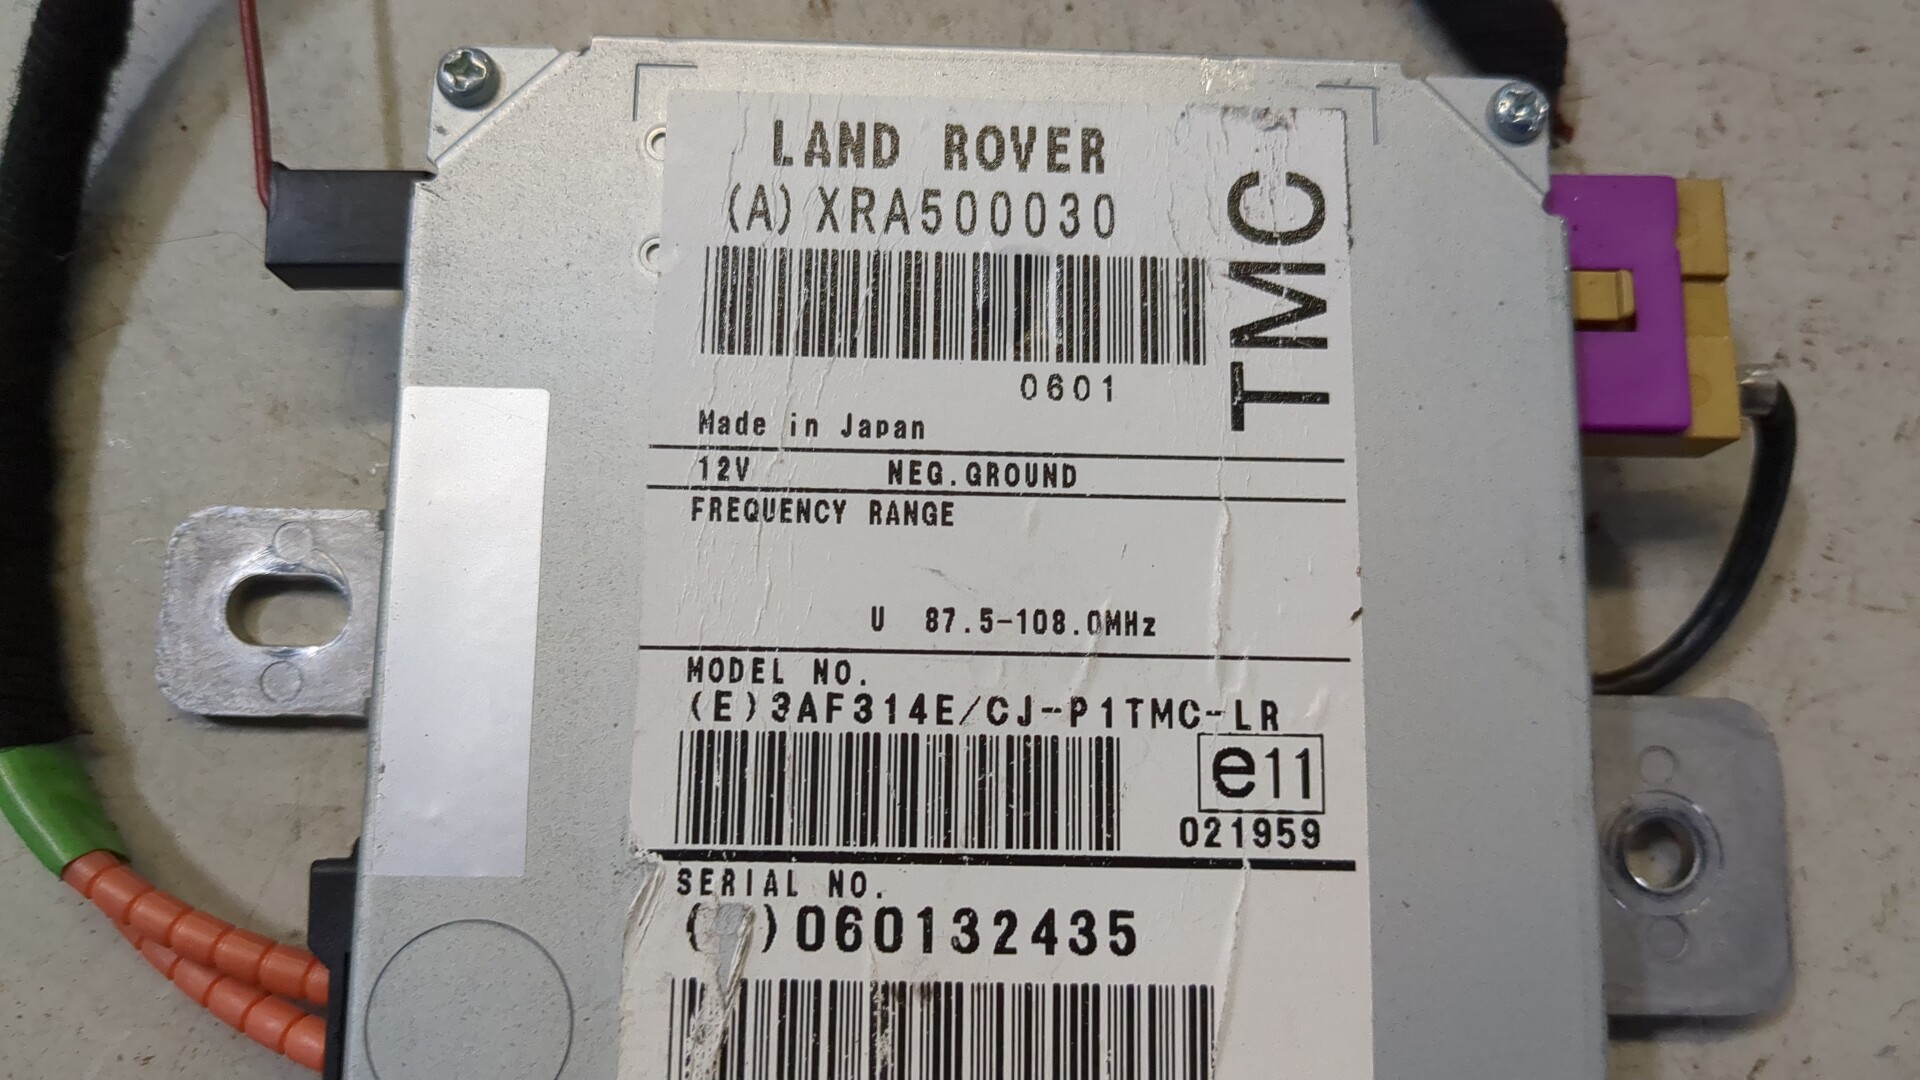 LAND ROVER
(A)XRA500030
TMC
0601
Made in Japan
12V NEG.GROUND
FREQUENCY RANGE
U 87.5-108.0MHz
MODEL NO.
(E)3AF314E/CJ-P1TMC-LR
e11
021959
SERIAL NO.
( )060132435